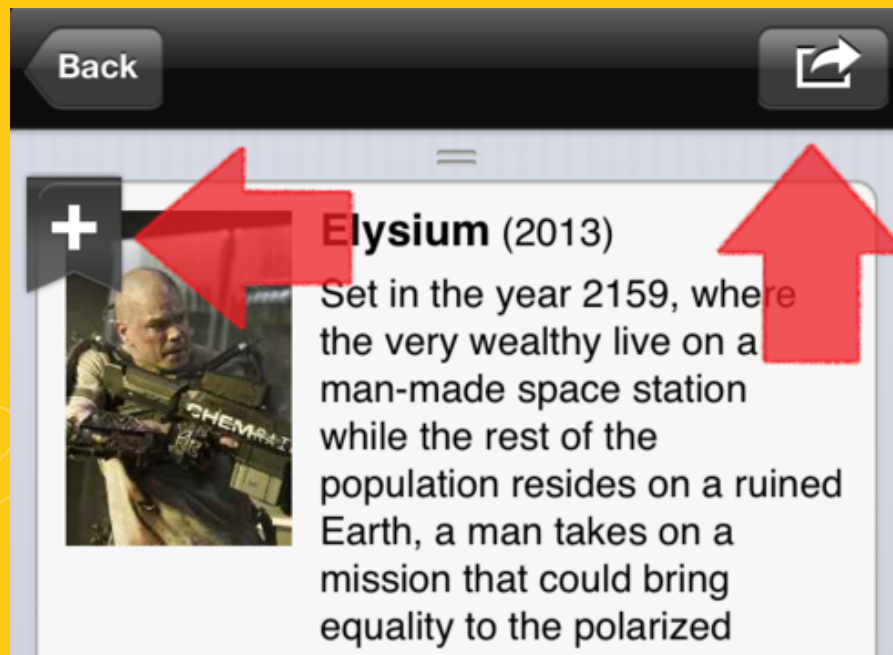 Back
Elysium (2013)
Set in the year 2159, where
the very wealthy live on a
man-made space station
while the rest of the
population resides on a ruined
Earth, a man takes on a
mission that could bring
equality to the polarized
CHEMRAIL